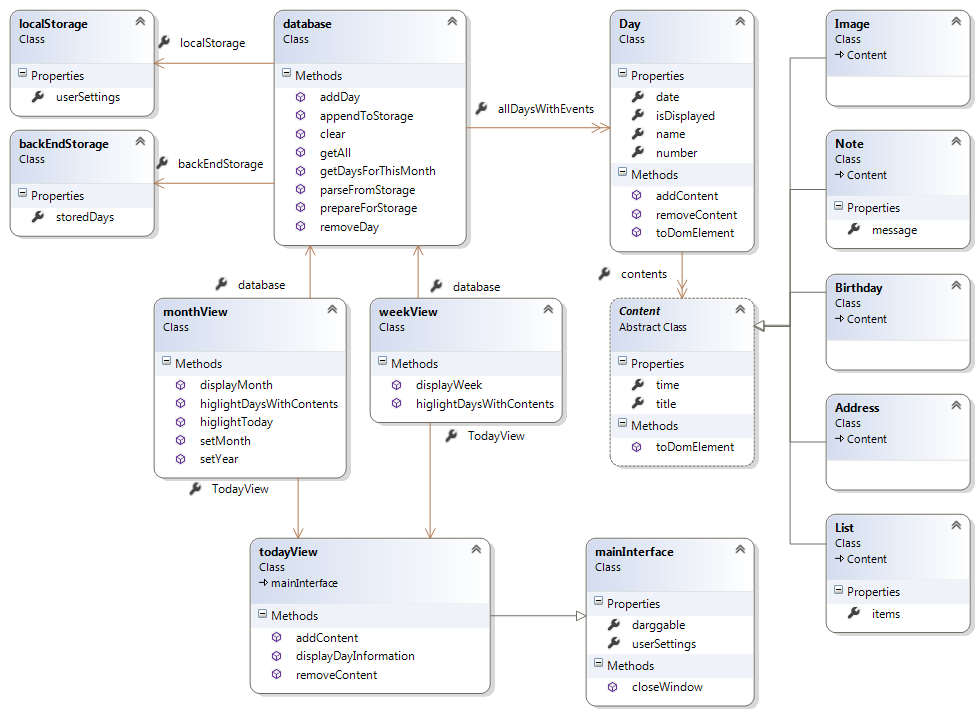 localStorage
Class
Properties
userSettings
localStorage
backEndStorage
Class
Properties
storedDays
backEndStorage
database
Class
Methods
addDay
appendToStorage
clear
getAll
getDaysForThisMonth
parseFromStorage
prepareForStorage
removeDay
allDaysWithEvents
Day
Class
Properties
date
isDisplayed
name
number
Methods
addContent
removeContent
toDomElement
contents
Content
Abstract Class
Properties
time
title
Methods
toDomElement
Image
Class
Content
Note
Class
Content
Properties
message
Birthday
Class
Content
Address
Class
Content
List
Class
Content
Properties
items
database
monthView
Class
Methods
displayMonth
higlightDaysWithContents
higlightToday
setMonth
setYear
TodayView
database
weekView
Class
Methods
displayWeek
higlightDaysWithContents
TodayView
todayView
Class
mainInterface
Methods
addContent
displayDayInformation
removeContent
mainInterface
Class
Properties
darggable
userSettings
Methods
closeWindow